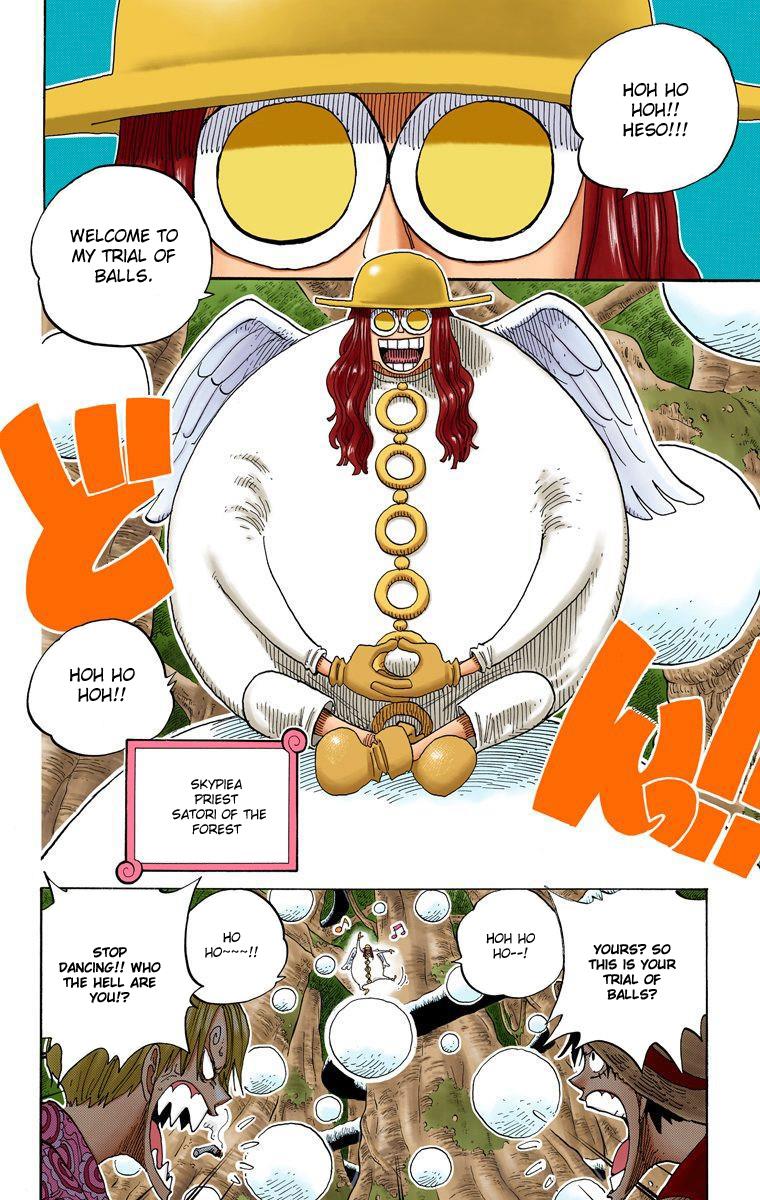 HOH HO
HOH!!
HESO!!!
WELCOME TO
MY TRIAL OF
BALLS.
ドン!!
HOH HO
HOH!!
SKYPIEA
PRIEST
SATORI OF THE
FOREST
YOURS? SO
THIS IS YOUR
TRIAL OF
BALLS?
HOH HO
HO--!
HO
HO~~~!!
STOP
DANCING!! WHO
THE HELL ARE
YOU!?